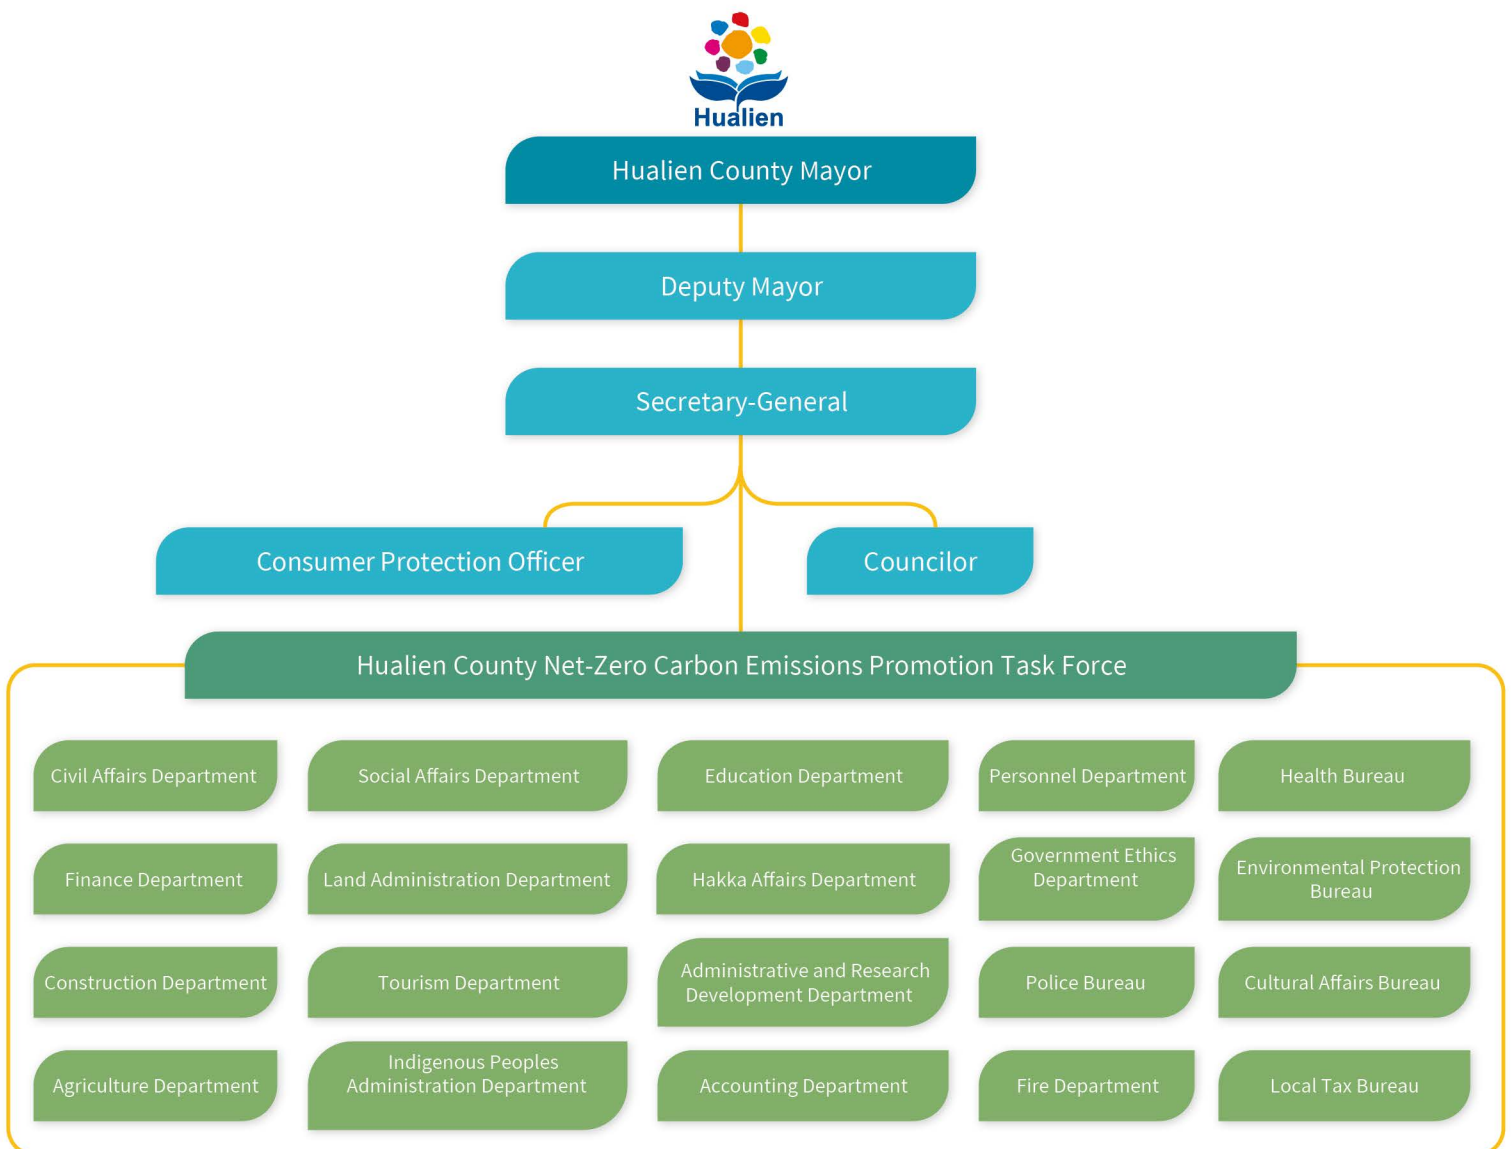 Hualien
Hualien County Mayor
Deputy Mayor
Secretary-General
Consumer Protection Officer
Councilor
Hualien County Net-Zero Carbon Emissions Promotion Task Force
Civil Affairs Department
Social Affairs Department
Education Department
Personnel Department
Health Bureau
Finance Department
Land Administration Department
Hakka Affairs Department
Government Ethics
Department
Environmental Protection
Bureau
Construction Department
Tourism Department
Administrative and Research
Development Department
Police Bureau
Cultural Affairs Bureau
Agriculture Department
Indigenous Peoples
Administration Department
Accounting Department
Fire Department
Local Tax Bureau